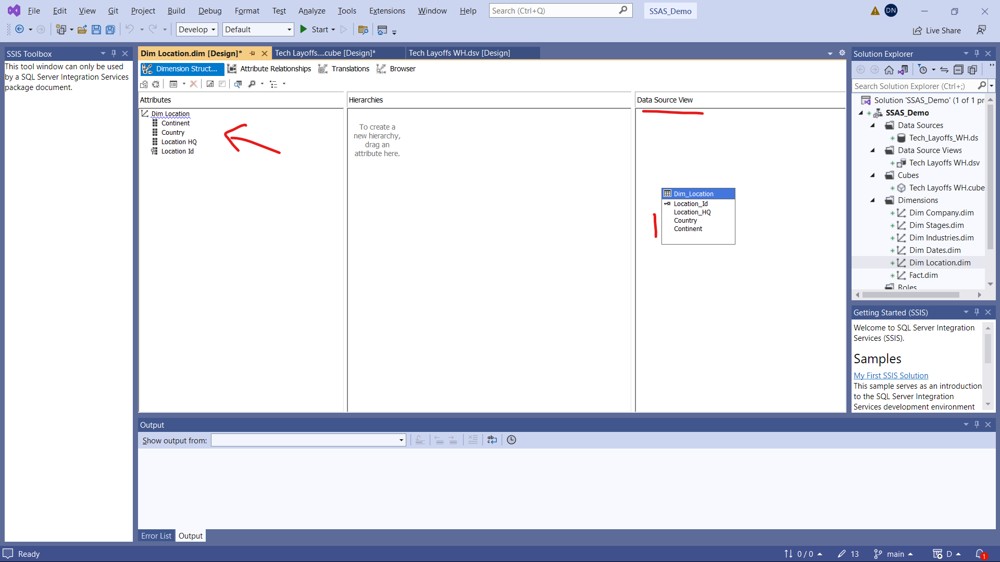 File Edit View Git Project Build Debug Format Test Analyze Tools Extensions Window Help Search (Ctrl+Q) SSAS_Demo DN
Develop Default Start Live Share
SSIS Toolbox
This tool window can only be used
by a SQL Server Integration Services
package document.
Dim Location.dim [Design]* Tech Layoffs....cube [Design]* Tech Layoffs WH.dsv [Design]
Dimension Struct... Attribute Relationships Translations Browser
Attributes
Dim Location
Continent
Country
Location HQ
Location Id
Hierarchies
To create a
new hierarchy,
drag an
attribute here.
Data Source View
Dim_Location
Location_Id
Location_HQ
Country
Continent
Solution Explorer
Search Solution Explorer (Ctrl+;)
Solution 'SSAS_Demo' (1 of 1 pr
SSAS_Demo
Data Sources
Tech_Layoffs_WH.ds
Data Source Views
Tech Layoffs WH.dsv
Cubes
Tech Layoffs WH.cube
Dimensions
Dim Company.dim
Dim Stages.dim
Dim Industries.dim
Dim Dates.dim
Dim Location.dim
Fact.dim
Roles
Getting Started (SSIS)
Welcome to SQL Server Integration
Services (SSIS).
Samples
My First SSIS Solution
This sample serves as an introduction
to the SQL Server Integration
Services development environment
Output
Show output from:
Error List Output
Ready 0 / 0 13 main D 1